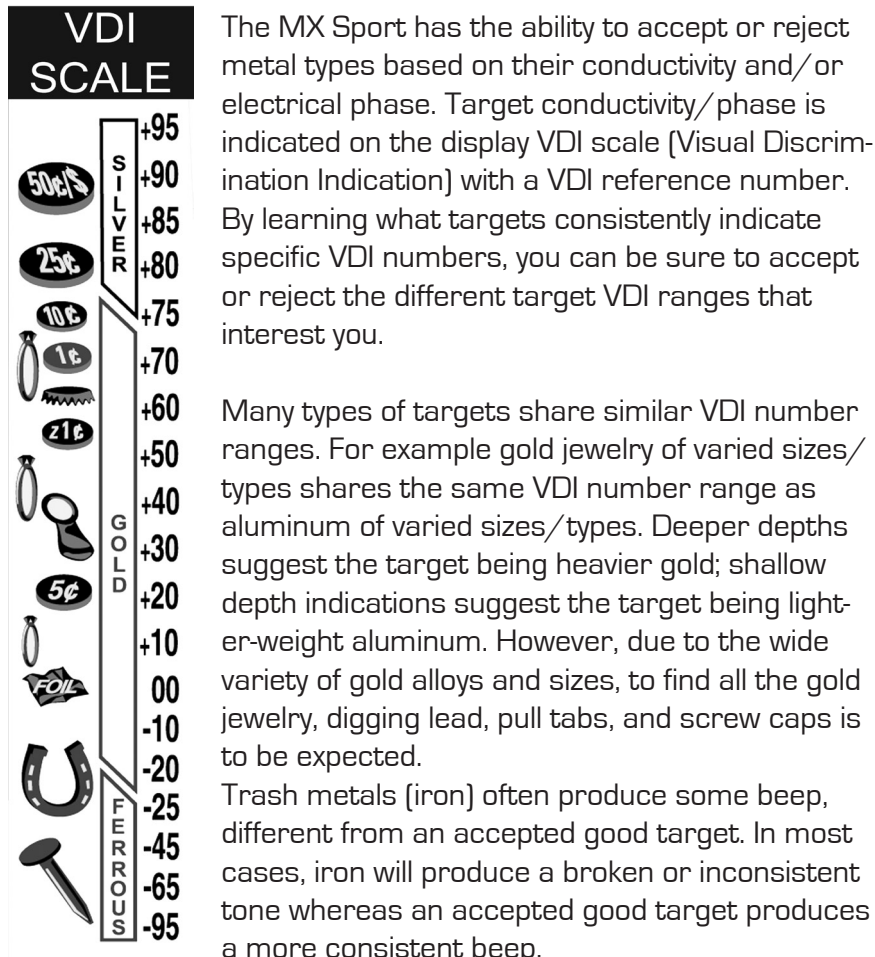 VDI
SCALE
+95
+90
+85
+80
+75
+70
+60
+50
+40
+30
+20
+10
00
-10
-20
-25
-45
-65
-95
SILVER
GOLD
FERROUS
50¢/$
25¢
10¢
1¢
Z1¢
5¢
FOIL
The MX Sport has the ability to accept or reject
metal types based on their conductivity and/or
electrical phase. Target conductivity/phase is
indicated on the display VDI scale (Visual Discrim-
ination Indication) with a VDI reference number.
By learning what targets consistently indicate
specific VDI numbers, you can be sure to accept
or reject the different target VDI ranges that
interest you.
Many types of targets share similar VDI number
ranges. For example gold jewelry of varied sizes/
types shares the same VDI number range as
aluminum of varied sizes/types. Deeper depths
suggest the target being heavier gold; shallow
depth indications suggest the target being light-
er-weight aluminum. However, due to the wide
variety of gold alloys and sizes, to find all the gold
jewelry, digging lead, pull tabs, and screw caps is
to be expected.
Trash metals (iron) often produce some beep,
different from an accepted good target. In most
cases, iron will produce a broken or inconsistent
tone whereas an accepted good target produces
a more consistent beep.